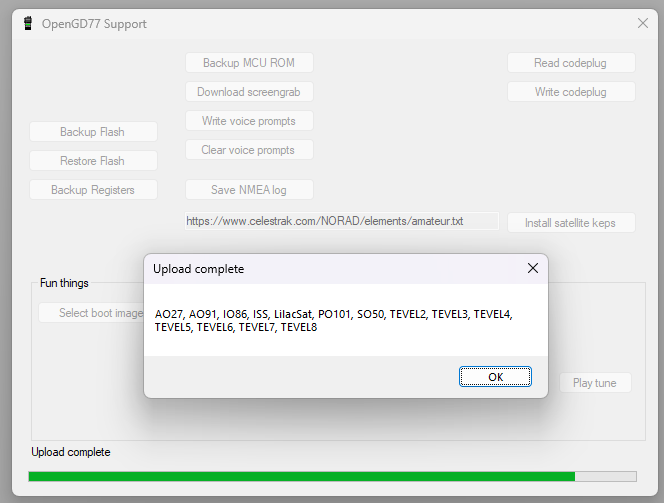 OpenGD77 Support
Backup MCU ROM
Read codeplug
Download screengrab
Write codeplug
Write voice prompts
Backup Flash
Clear voice prompts
Restore Flash
Backup Registers
Save NMEA log
https://www.celestrak.com/NORAD/elements/amateur.txt
Install satellite keps
Upload complete
Fun things
Select boot image
AO27, AO91, IO86, ISS, LilacSat, PO101, SO50, TEVEL2, TEVEL3, TEVEL4,
TEVEL5, TEVEL6, TEVEL7, TEVEL8
OK
Play tune
Upload complete